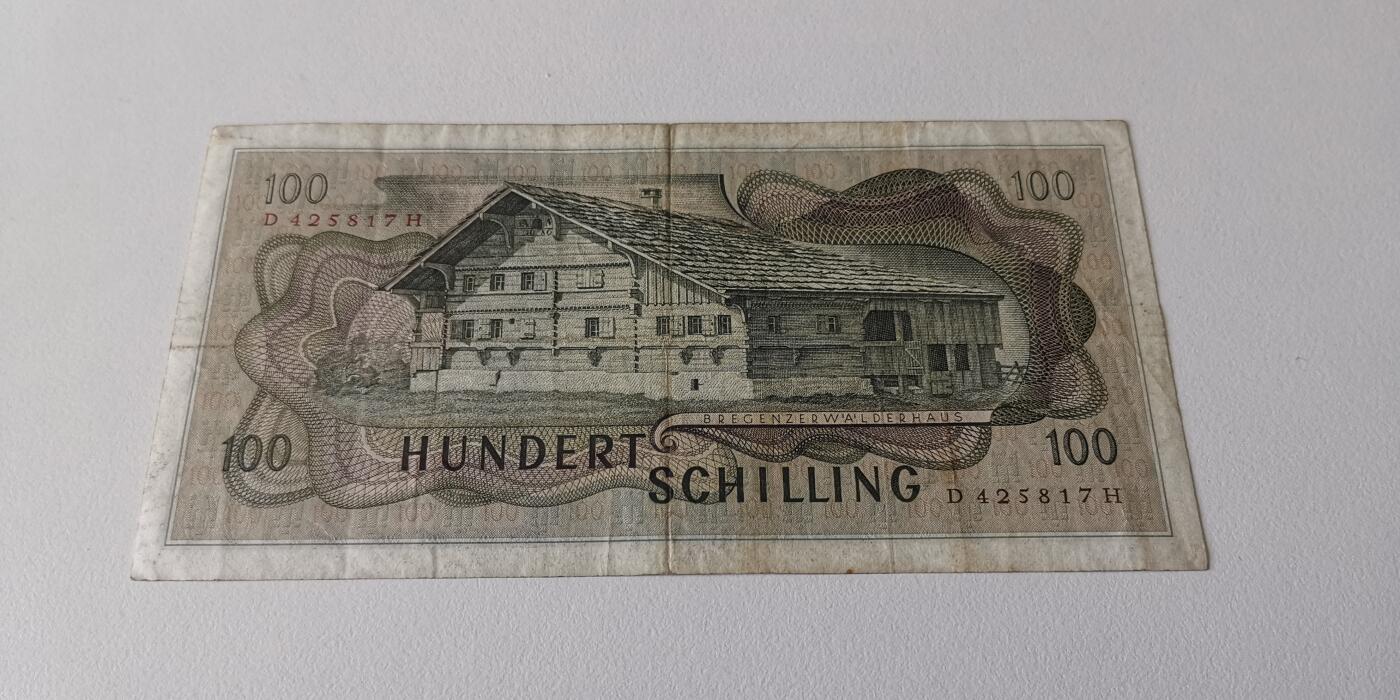 100
100
D 425817 H
BREGENZERWÄLDERHAUS
100
HUNDERT
100
SCHILLING
D 425817 H